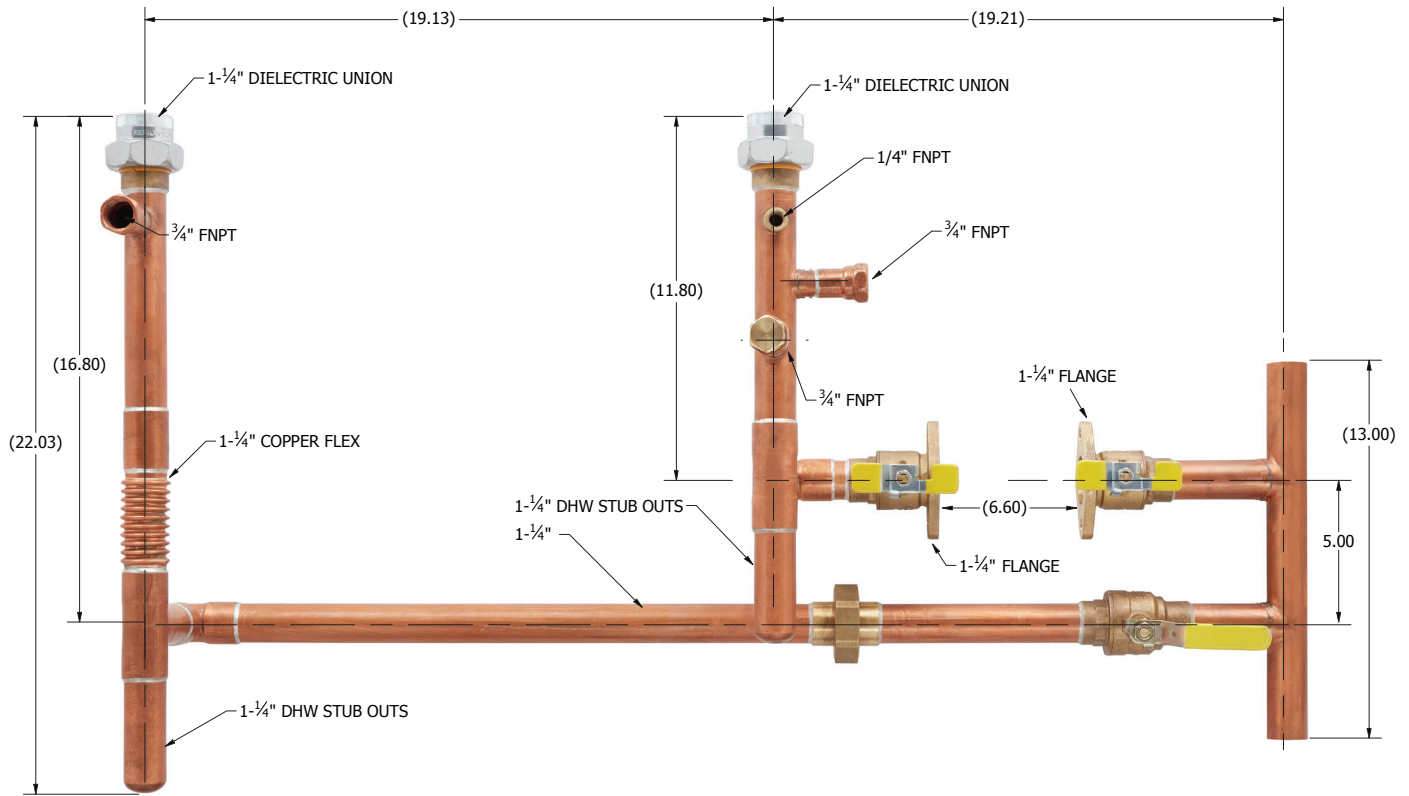 (19.13)
(19.21)
1-¼" DIELECTRIC UNION
1-¼" DIELECTRIC UNION
1/4" FNPT
¾" FNPT
¾" FNPT
(11.80)
(16.80)
1-¼" FLANGE
¾" FNPT
(22.03)
1-¼" COPPER FLEX
(13.00)
1-¼" DHW STUB OUTS
(6.60)
1-¼"
5.00
1-¼" FLANGE
1-¼" DHW STUB OUTS